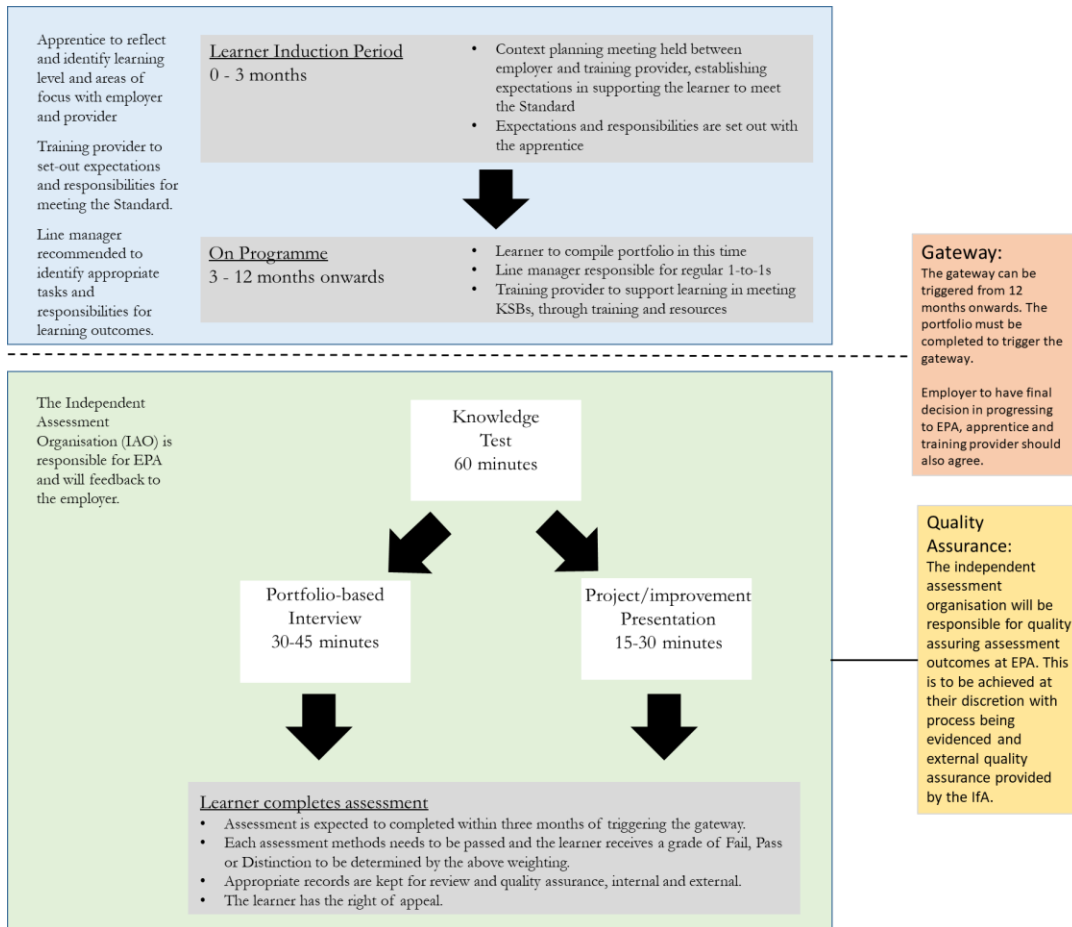 Apprentice to reflect
and identify learning
level and areas of
focus with employer
and provider
Training provider to
set-out expectations
and responsibilities for
meeting the Standard.
Line manager
recommended to
identify appropriate
tasks and
responsibilities for
learning outcomes.
Learner Induction Period
0 - 3 months
• Context planning meeting held between
employer and training provider, establishing
expectations in supporting the learner to meet
the Standard
• Expectations and responsibilities are set out with
the apprentice
On Programme
3 - 12 months onwards
• Learner to compile portfolio in this time
• Line manager responsible for regular 1-to-1s
• Training provider to support learning in meeting
KSBs, through training and resources
Gateway:
The gateway can be
triggered from 12
months onwards. The
portfolio must be
completed to trigger the
gateway.
Employer to have final
decision in progressing
to EPA, apprentice and
training provider should
also agree.
The Independent
Assessment
Organisation (IAO) is
responsible for EPA
and will feedback to
the employer.
Knowledge
Test
60 minutes
Portfolio-based
Interview
30-45 minutes
Project/improvement
Presentation
15-30 minutes
Quality
Assurance:
The independent
assessment
organisation will be
responsible for quality
assuring assessment
outcomes at EPA. This
is to be achieved at
their discretion with
process being
evidenced and
external quality
assurance provided
by the IfA.
Learner completes assessment
• Assessment is expected to completed within three months of triggering the gateway.
• Each assessment methods needs to be passed and the learner receives a grade of Fail, Pass
or Distinction to be determined by the above weighting.
• Appropriate records are kept for review and quality assurance, internal and external.
• The learner has the right of appeal.